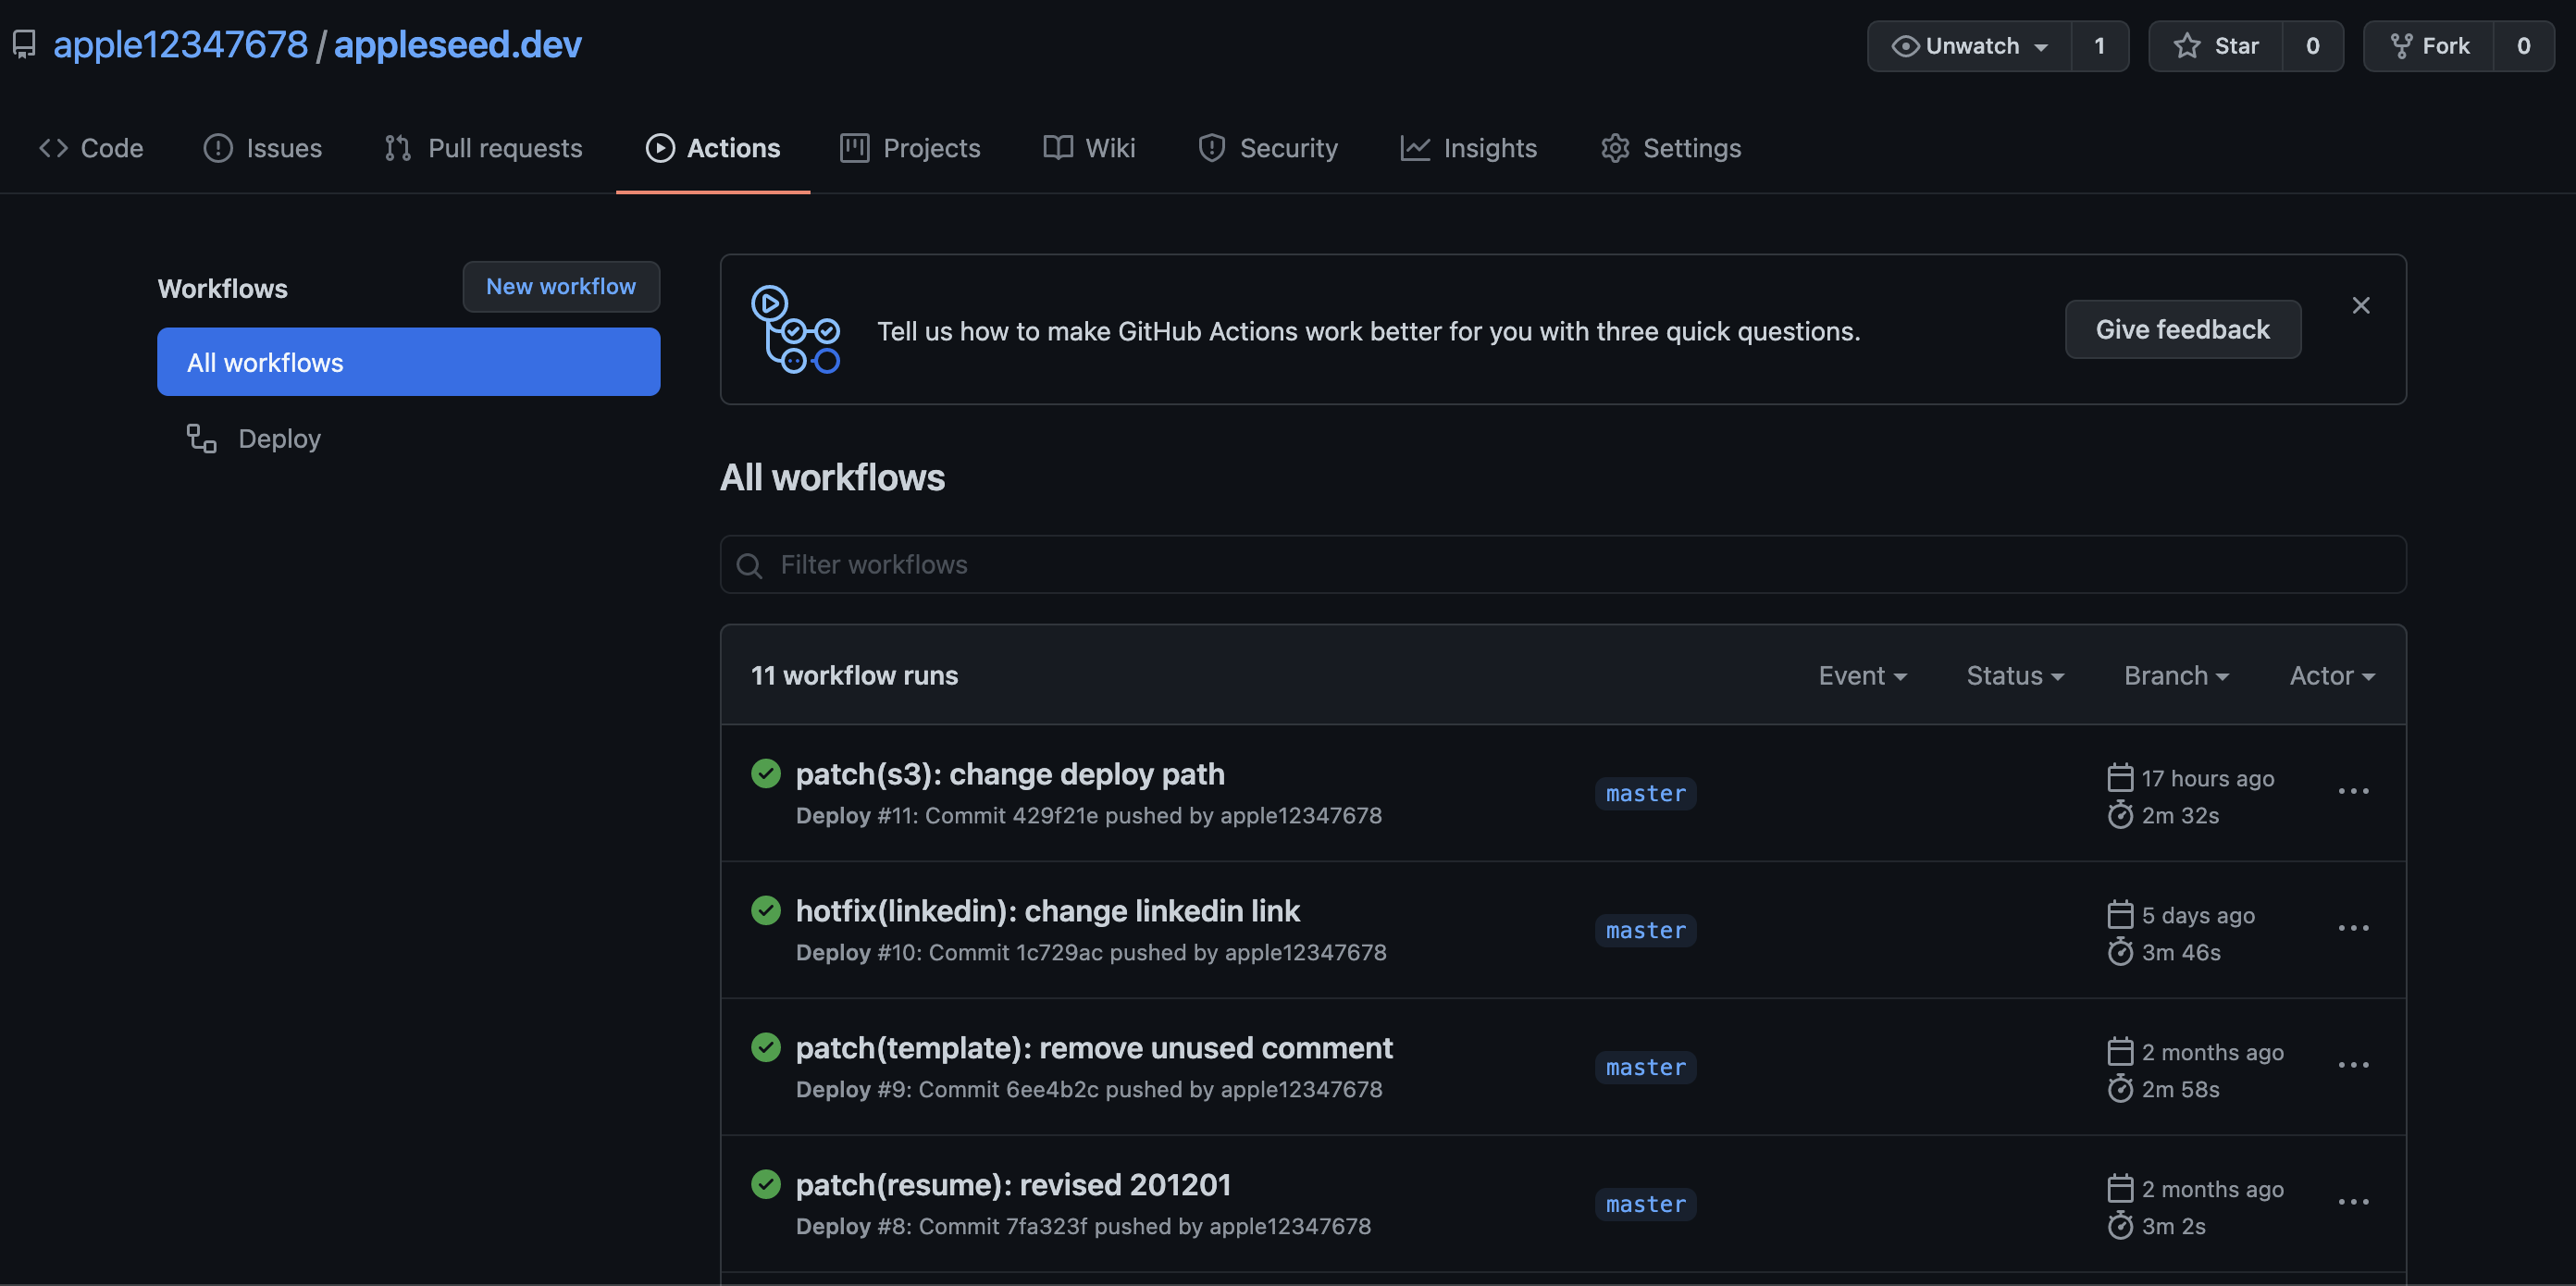 apple12347678 / appleseed.dev
Unwatch 1
Star 0
Fork 0
Code Issues Pull requests Actions Projects Wiki Security Insights Settings
Workflows
New workflow
All workflows
Deploy
Tell us how to make GitHub Actions work better for you with three quick questions.
Give feedback
All workflows
Filter workflows
11 workflow runs
Event Status Branch Actor
patch(s3): change deploy path
Deploy #11: Commit 429f21e pushed by apple12347678
master
17 hours ago
2m 32s
hotfix(linkedin): change linkedin link
Deploy #10: Commit 1c729ac pushed by apple12347678
master
5 days ago
3m 46s
patch(template): remove unused comment
Deploy #9: Commit 6ee4b2c pushed by apple12347678
master
2 months ago
2m 58s
patch(resume): revised 201201
Deploy #8: Commit 7fa323f pushed by apple12347678
master
2 months ago
3m 2s